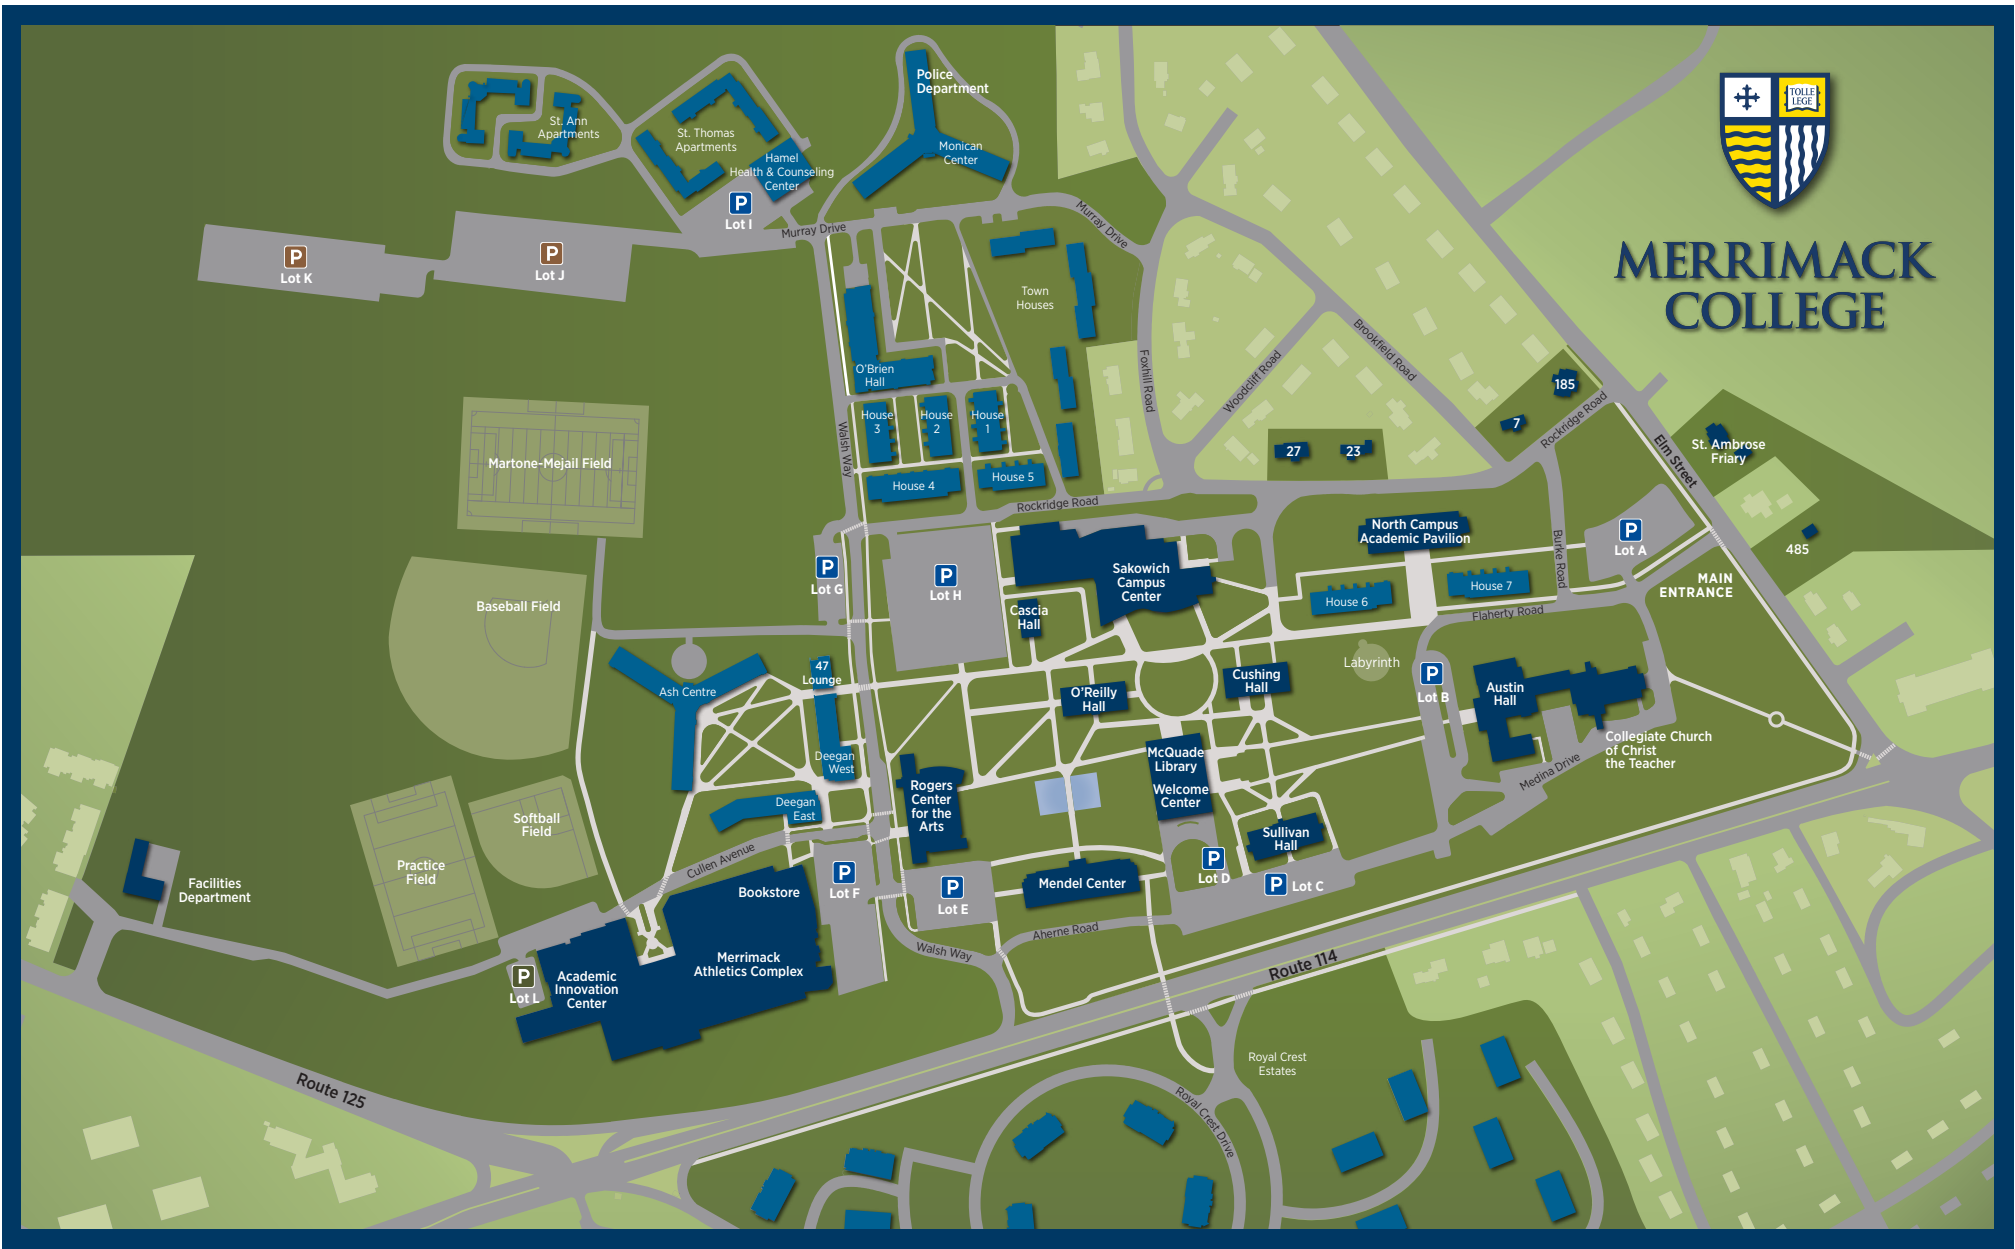 Police
Department
TOLLE
LEGE
St. Ann
Apartments
St. Thomas
Apartments
Hamel
Health & Counseling
Center
Monican
Center
P
Lot I
Murray Drive
Murray Drive
MERRIMACK
COLLEGE
P
Lot K
P
Lot J
Town
Houses
O'Brien
Hall
Foxhill Road
Woodcliff Road
Brookfield Road
185
7
Rockridge Road
House
3
House
2
House
1
Walsh Way
27
23
Elm Street
St. Ambrose
Friary
Martone-Mejail Field
House 4
House 5
Rockridge Road
North Campus
Academic Pavilion
Burke Road
P
Lot A
485
P
Lot G
P
Lot H
Sakowich
Campus
Center
MAIN
ENTRANCE
House 6
House 7
Baseball Field
Cascia
Hall
Flaherty Road
47
Lounge
Ash Centre
Labyrinth
Cushing
Hall
O'Reilly
Hall
P
Lot B
Austin
Hall
Collegiate Church
of Christ
the Teacher
Medina Drive
Deegan
West
McQuade
Library
Welcome
Center
Rogers
Center
for the
Arts
Deegan
East
Softball
Field
Sullivan
Hall
Practice
Field
Cullen Avenue
P
Lot F
P
Lot E
Mendel Center
P
Lot D
P
Lot C
Facilities
Department
Bookstore
Aherne Road
Walsh Way
Merrimack
Athletics Complex
Academic
Innovation
Center
P
Lot L
Route 114
Royal Crest
Estates
Royal Crest Drive
Route 125